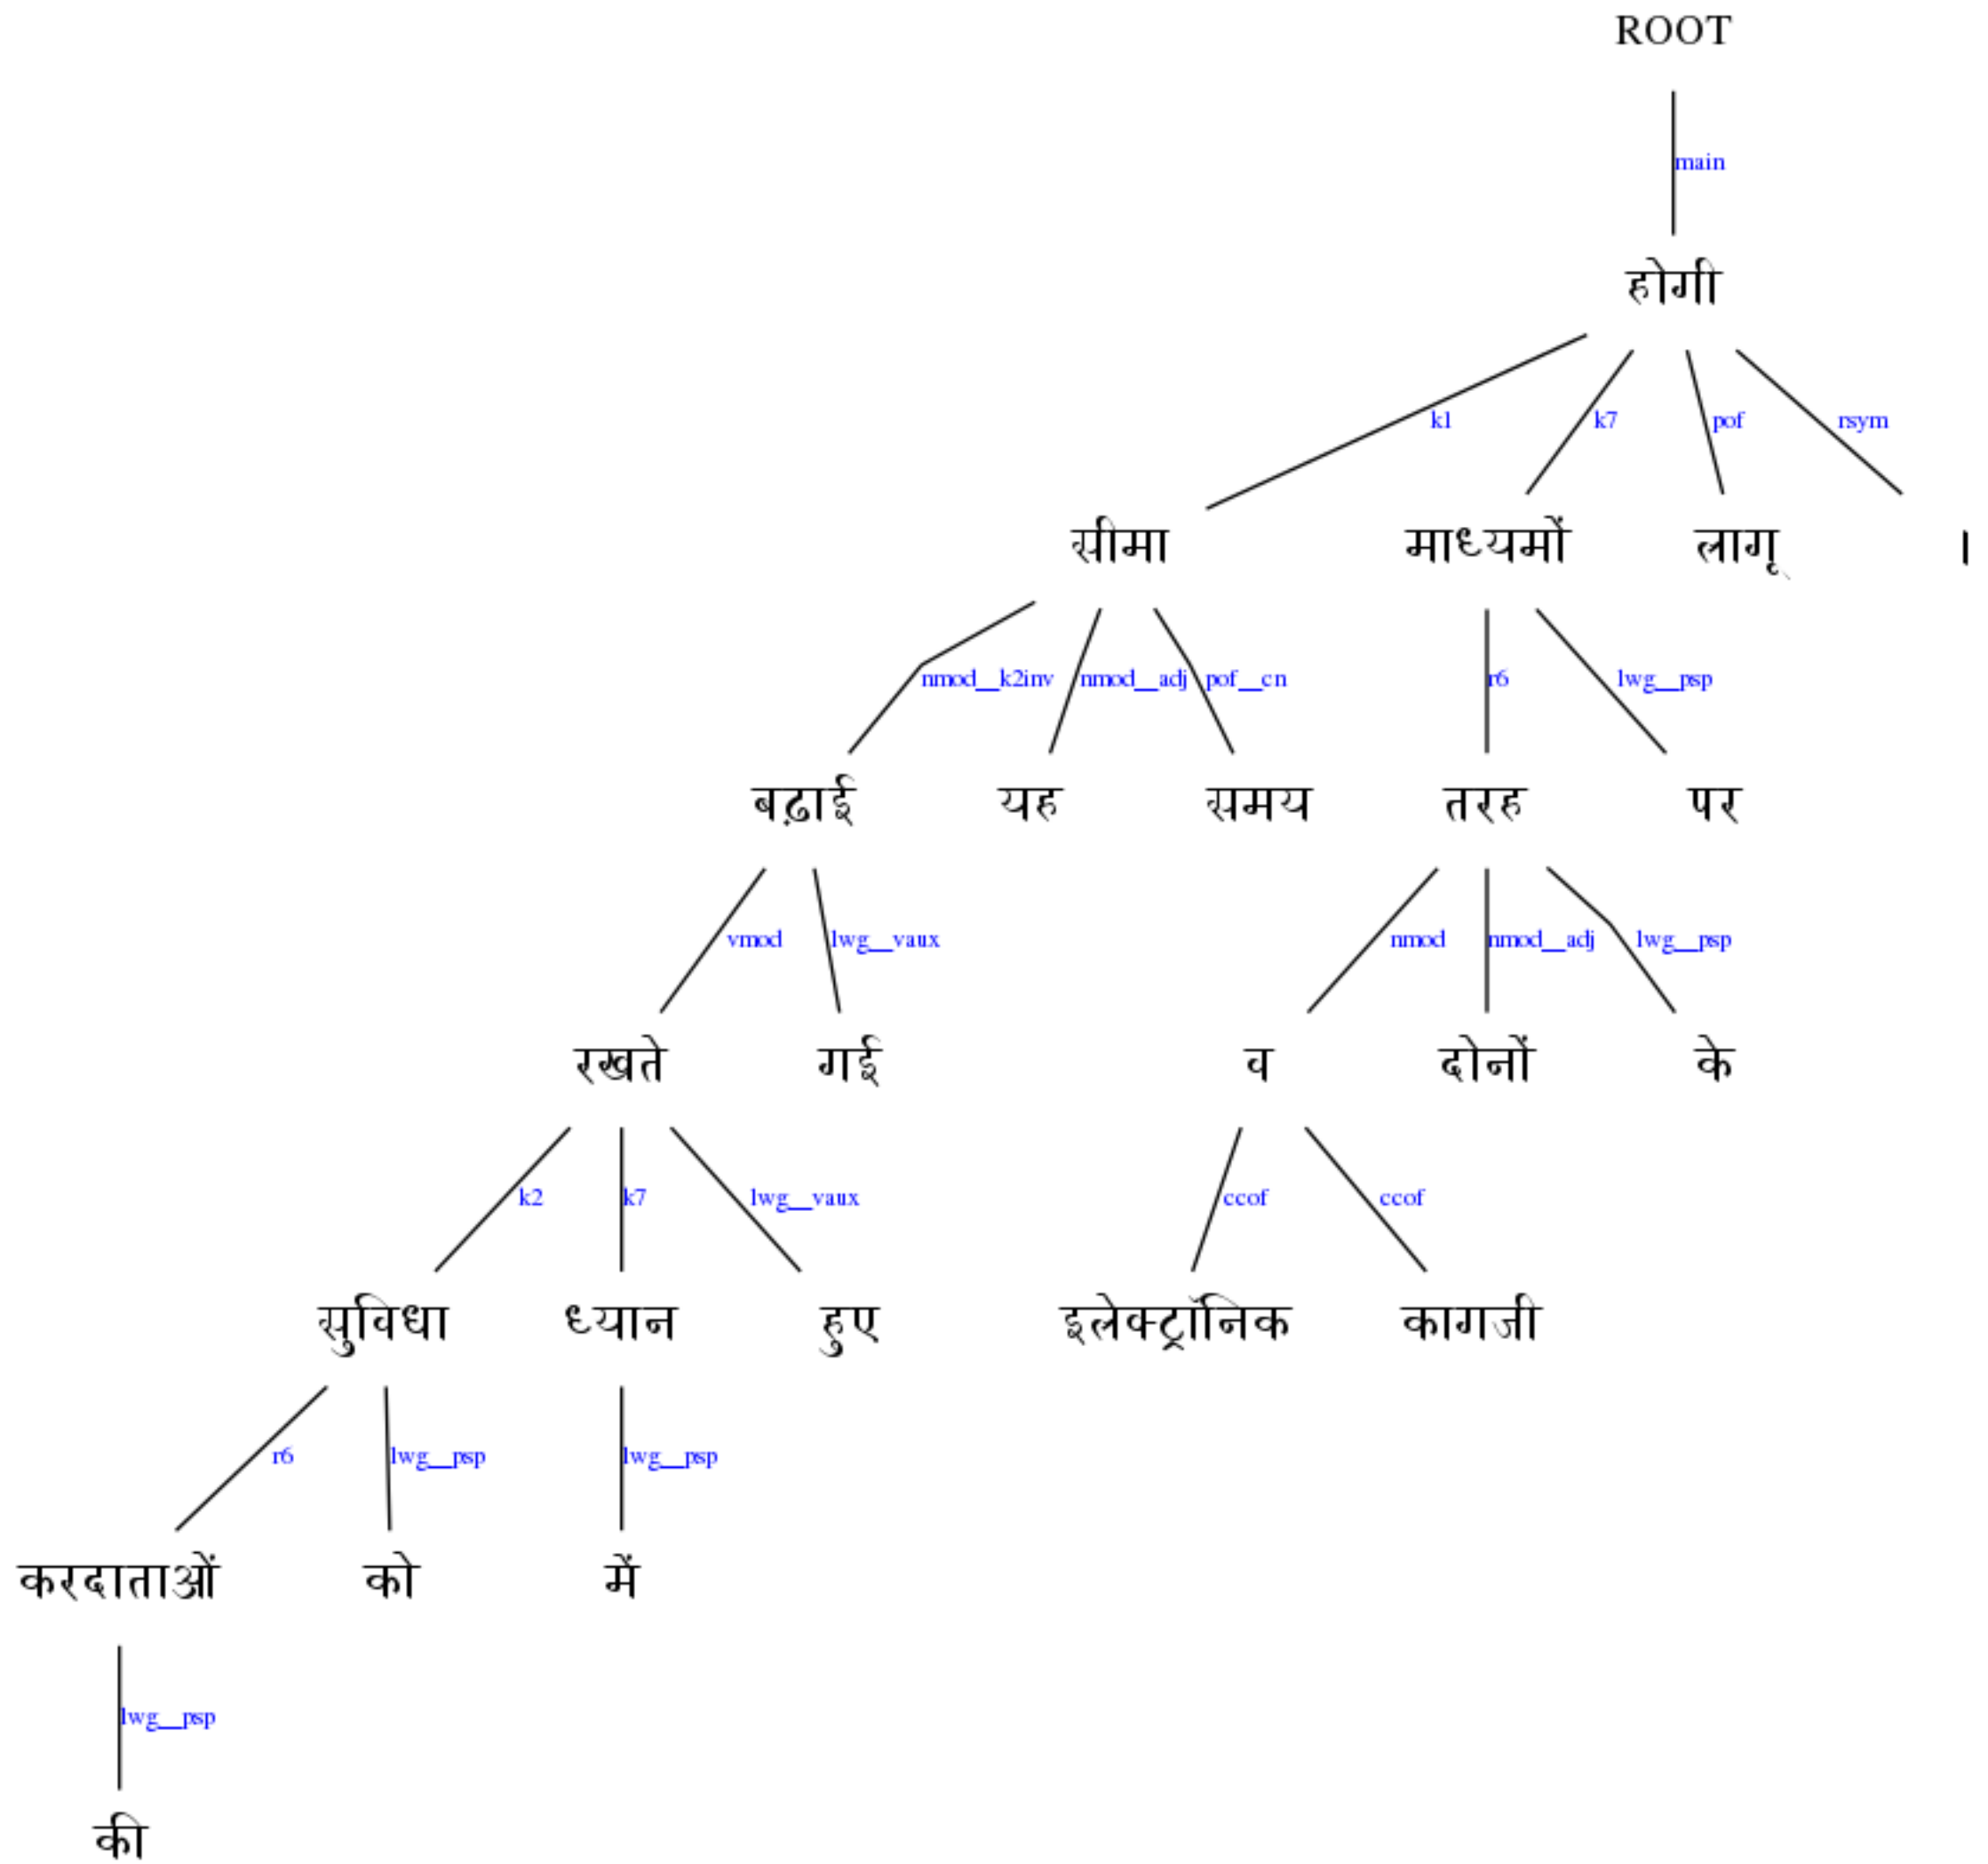 ROOT
main
होगी
k1 k7 pof rsym
सीमा माध्यमों लागू ।
nmod__k2inv nmod__adj pof__cn r6 lwg__psp
बढ़ाई यह समय तरह पर
vmod lwg__vaux nmod nmod__adj lwg__psp
रखते गई व दोनों के
k2 k7 lwg__vaux ccof ccof
सुविधा ध्यान हुए इलेक्ट्रॉनिक कागजी
r6 lwg__psp lwg__psp
करदाताओं को में
lwg__psp
की